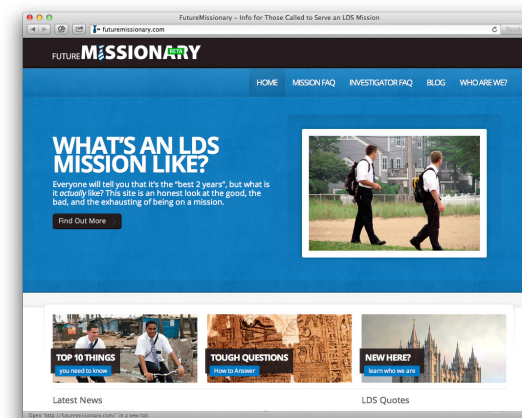 FutureMissionary – Info for Those Called to Serve an LDS Mission
futuremissionary.com
Read
FUTURE MISSIONARY
BETA
HOME MISSION FAQ INVESTIGATOR FAQ BLOG WHO ARE WE?
WHAT'S AN LDS
MISSION LIKE?
Everyone will tell you that it's the "best 2 years", but what is
it actually like? This site is an honest look at the good, the
bad, and the exhausting of being on a mission.
Find Out More
TOP 10 THINGS
you need to know
TOUGH QUESTIONS
How to Answer
NEW HERE?
learn who we are
Latest News
LDS Quotes
Open "http://futuremissionary.com/" in a new tab